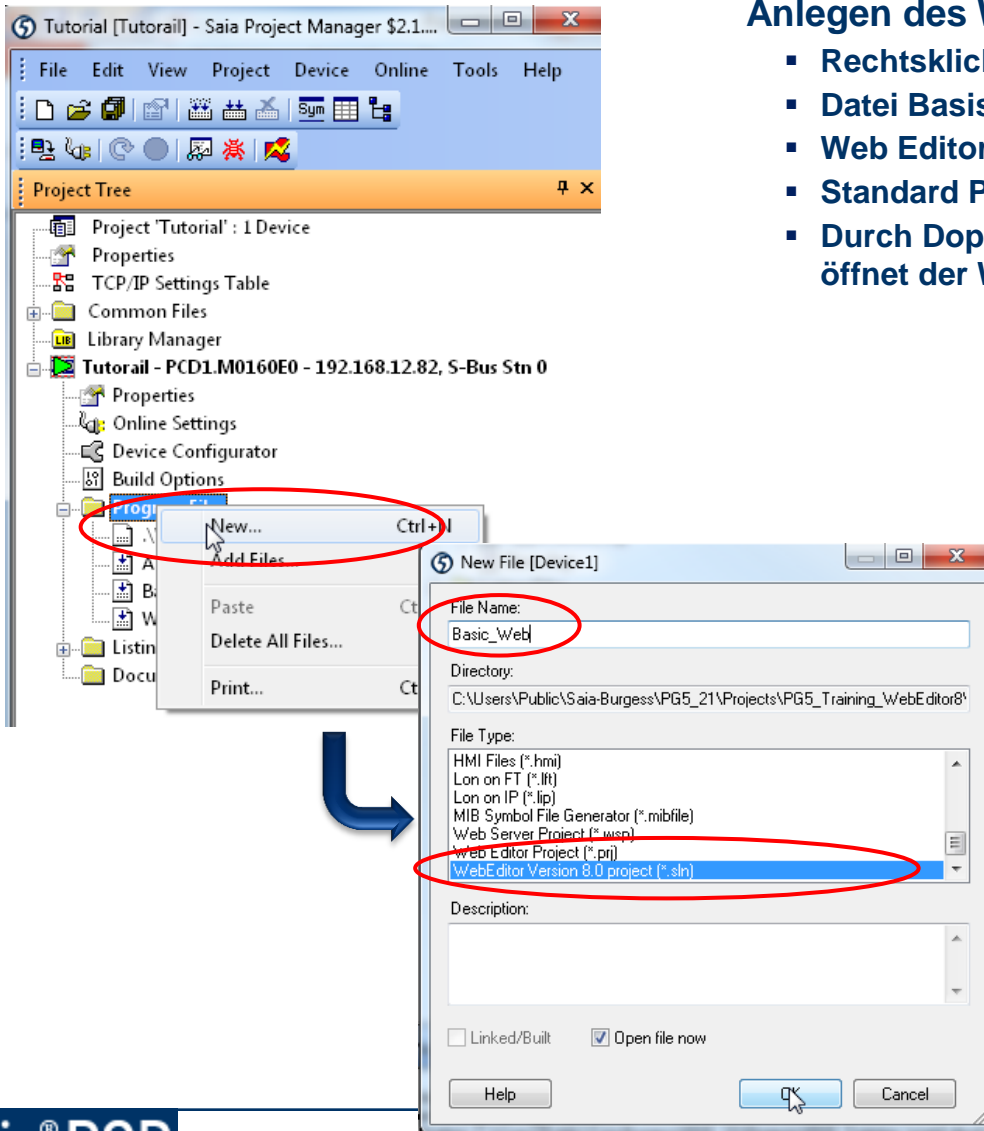 Tutorial [Tutorail] - Saia Project Manager $2.1....
File Edit View Project Device Online Tools Help
Sym
Project Tree
Project 'Tutorial' : 1 Device
Properties
TCP/IP Settings Table
Common Files
LIB Library Manager
Tutorail - PCD1.M0160E0 - 192.168.12.82, S-Bus Stn 0
Properties
Online Settings
Device Configurator
Build Options
New... Ctrl+N
Add Files...
Paste
Delete All Files...
Print...
New File [Device1]
File Name:
Basic_Web
Directory:
C:\Users\Public\Saia-Burgess\PG5_21\Projects\PG5_Training_WebEditor8\
File Type:
HMI Files (*.hmi)
Lon on FT (*.lft)
Lon on IP (*.lip)
MIB Symbol File Generator (*.mibfile)
Web Server Project (*.wsp)
Web Editor Project (*.prj)
WebEditor Version 8.0 project (*.sln)
Description:
Linked/Built Open file now
Help OK Cancel
Anlegen des
Web Editor
Standard
öffnet der